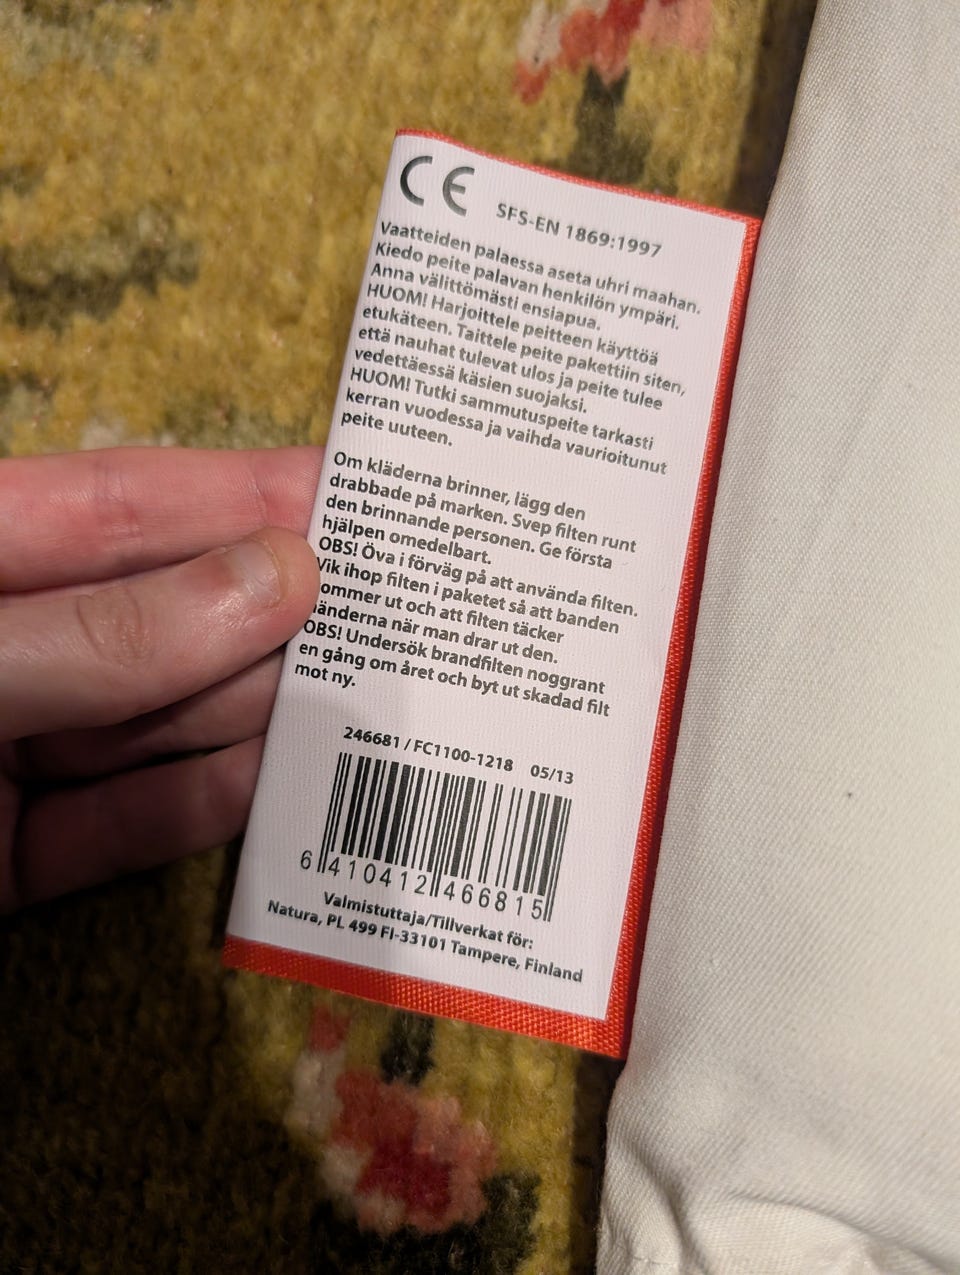 CE SFS-EN 1869:1997
Vaatteiden palaessa aseta uhri maahan.
Kiedo peite palavan henkilön ympäri.
Anna välittömästi ensiapua.
HUOM! Harjoittele peitteen käyttöä
etukäteen. Taittele peite pakettiin siten,
että nauhat tulevat ulos ja peite tulee
vedettäessä käsien suojaksi.
HUOM! Tutki sammutuspeite tarkasti
kerran vuodessa ja vaihda vaurioitunut
peite uuteen.
Om kläderna brinner, lägg den
drabbade på marken. Svep filten runt
den brinnande personen. Ge första
hjälpen omedelbart.
OBS! Öva i förväg på att använda filten.
Vik ihop filten i paketet så att banden
ommer ut och att filten täcker
händerna när man drar ut den.
OBS! Undersök brandfilten noggrant
en gång om året och byt ut skadad filt
mot ny.
246681 / FC1100-1218 05/13
6 410412 466815
Valmistuttaja/Tillverkat för:
Natura, PL 499 FI-33101 Tampere, Finland